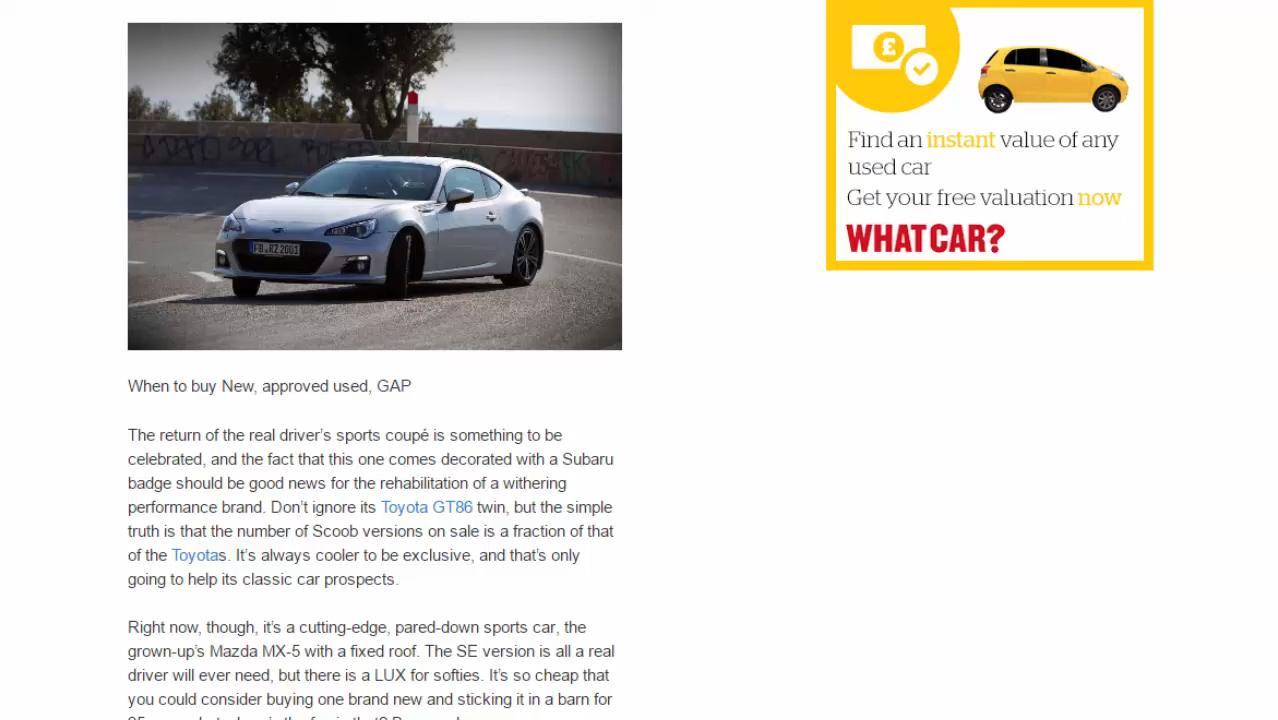 FB·RZ 2001
When to buy New, approved used, GAP
The return of the real driver’s sports coupé is something to be
celebrated, and the fact that this one comes decorated with a Subaru
badge should be good news for the rehabilitation of a withering
performance brand. Don’t ignore its Toyota GT86 twin, but the simple
truth is that the number of Scoob versions on sale is a fraction of that
of the Toyotas. It’s always cooler to be exclusive, and that’s only
going to help its classic car prospects.
Right now, though, it’s a cutting-edge, pared-down sports car, the
grown-up’s Mazda MX-5 with a fixed roof. The SE version is all a real
driver will ever need, but there is a LUX for softies. It’s so cheap that
you could consider buying one brand new and sticking it in a barn for
£
Find an instant value of any
used car
Get your free valuation now
WHAT CAR?